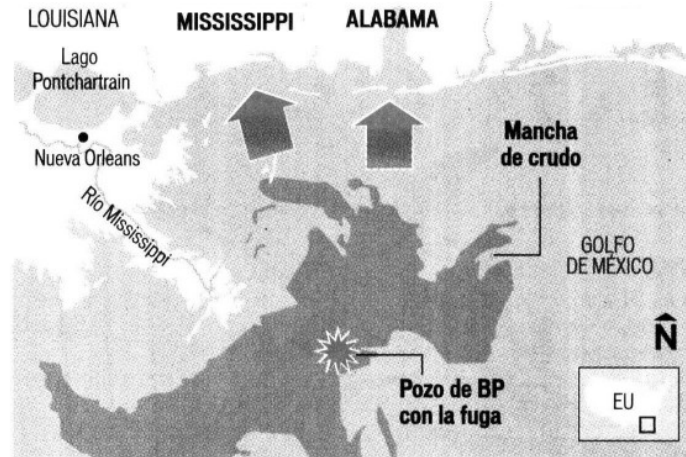 LOUISIANA
MISSISSIPPI
ALABAMA
Lago
Pontchartrain
Nueva Orleans
Río Mississippi
Mancha
de crudo
GOLFO
DE MÉXICO
N
Pozo de BP
con la fuga
EU